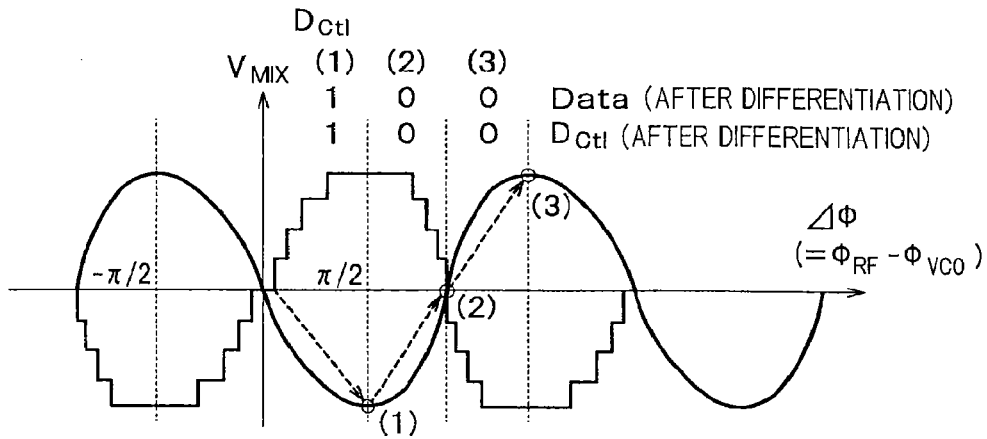 D_Ctl
V_MIX (1) (2) (3)
1 0 0 Data (AFTER DIFFERENTIATION)
1 0 0 D_Ctl (AFTER DIFFERENTIATION)
(3)
⊿Φ
(=Φ_RF -Φ_VCO)
-π/2 π/2
(2)
(1)